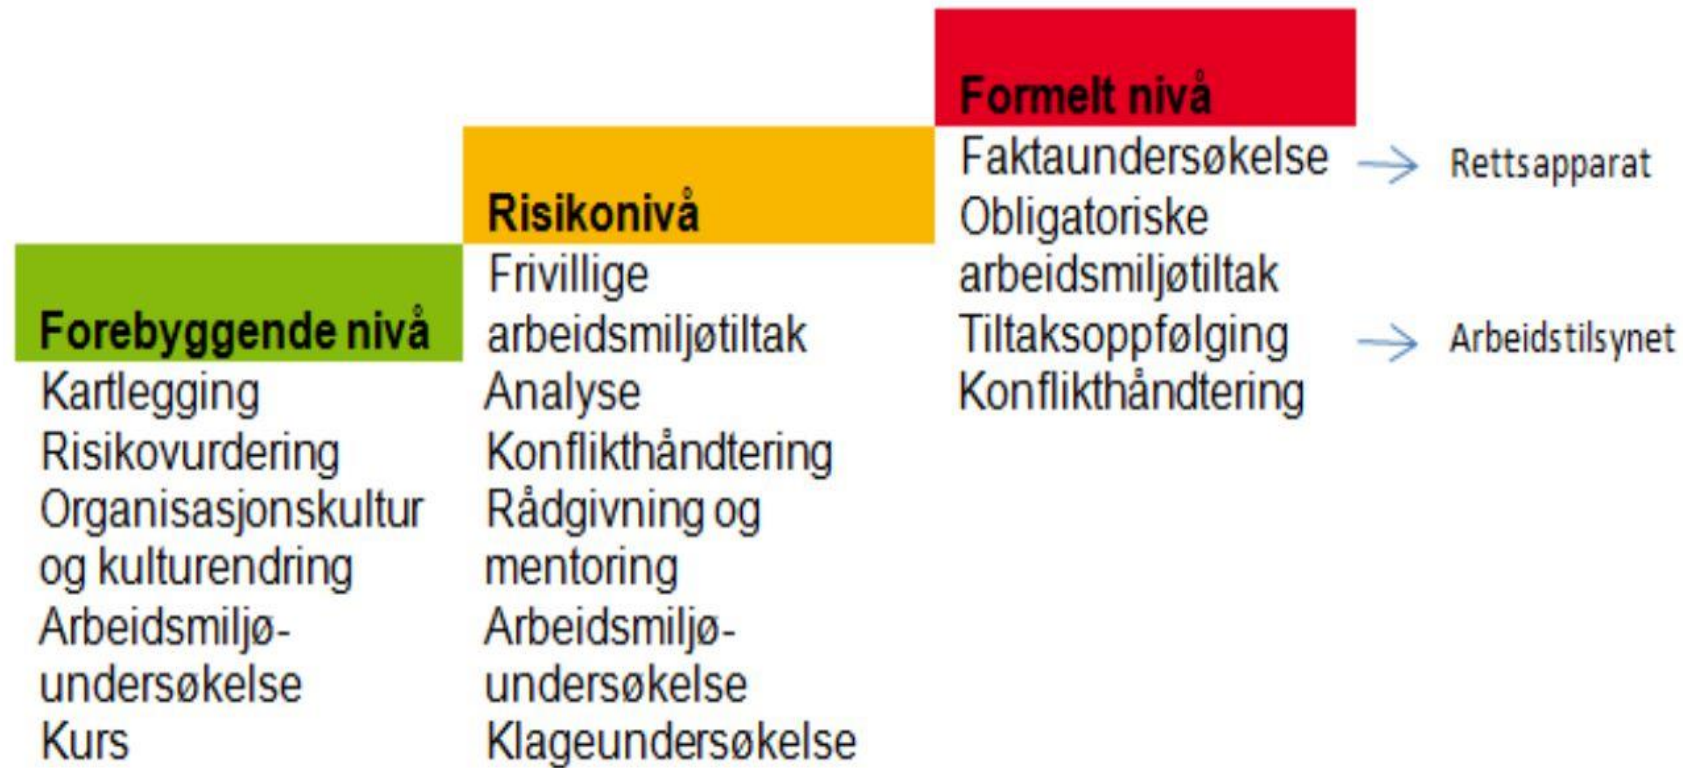 Forebyggende nivå
Kartlegging
Risikovurdering
Organisasjonskultur
og kulturendring
Arbeidsmiljø-
undersøkelse
Kurs
Risikonivå
Frivillige
arbeidsmiljøtiltak
Analyse
Konflikthåndtering
Rådgivning og
mentoring
Arbeidsmiljø-
undersøkelse
Klageundersøkelse
Formelt nivå
Faktaundersøkelse
Obligatoriske
arbeidsmiljøtiltak
Tiltaksoppfølging
Konflikthåndtering
Rettsapparat
Arbeidstilsynet